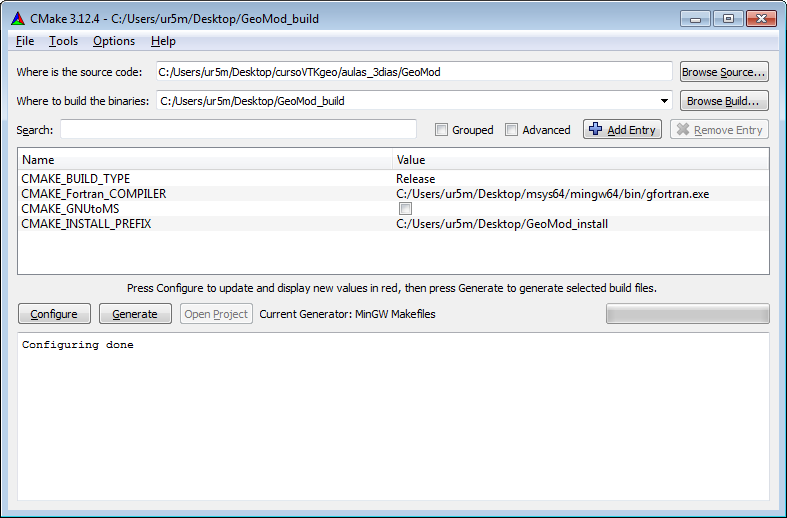 CMake 3.12.4 - C:/Users/ur5m/Desktop/GeoMod_build
File Tools Options Help
Where is the source code: C:/Users/ur5m/Desktop/cursoVTKgeo/aulas_3dias/GeoMod Browse Source...
Where to build the binaries: C:/Users/ur5m/Desktop/GeoMod_build Browse Build...
Search: Grouped Advanced Add Entry Remove Entry
Name Value
CMAKE_BUILD_TYPE Release
CMAKE_Fortran_COMPILER C:/Users/ur5m/Desktop/msys64/mingw64/bin/gfortran.exe
CMAKE_GNUtoMS
CMAKE_INSTALL_PREFIX C:/Users/ur5m/Desktop/GeoMod_install
Press Configure to update and display new values in red, then press Generate to generate selected build files.
Configure Generate Open Project Current Generator: MinGW Makefiles
Configuring done